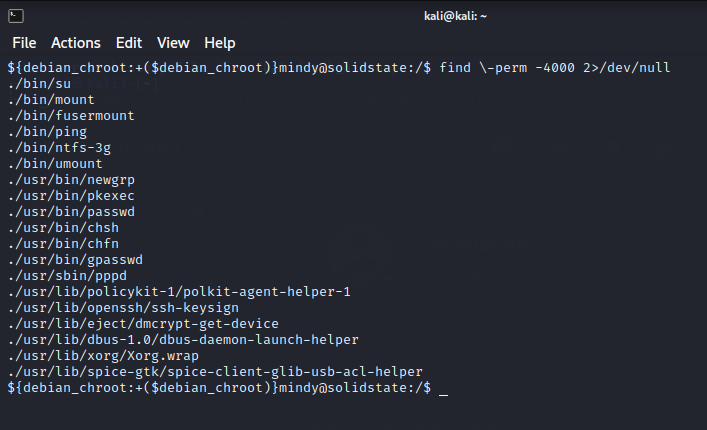 kali@kali: ~
File Actions Edit View Help
${debian_chroot:+($debian_chroot)}mindy@solidstate:/$ find \-perm -4000 2>/dev/null
./bin/su
./bin/mount
./bin/fusermount
./bin/ping
./bin/ntfs-3g
./bin/umount
./usr/bin/newgrp
./usr/bin/pkexec
./usr/bin/passwd
./usr/bin/chsh
./usr/bin/chfn
./usr/bin/gpasswd
./usr/sbin/pppd
./usr/lib/policykit-1/polkit-agent-helper-1
./usr/lib/openssh/ssh-keysign
./usr/lib/eject/dmcrypt-get-device
./usr/lib/dbus-1.0/dbus-daemon-launch-helper
./usr/lib/xorg/Xorg.wrap
./usr/lib/spice-gtk/spice-client-glib-usb-acl-helper
${debian_chroot:+($debian_chroot)}mindy@solidstate:/$ _